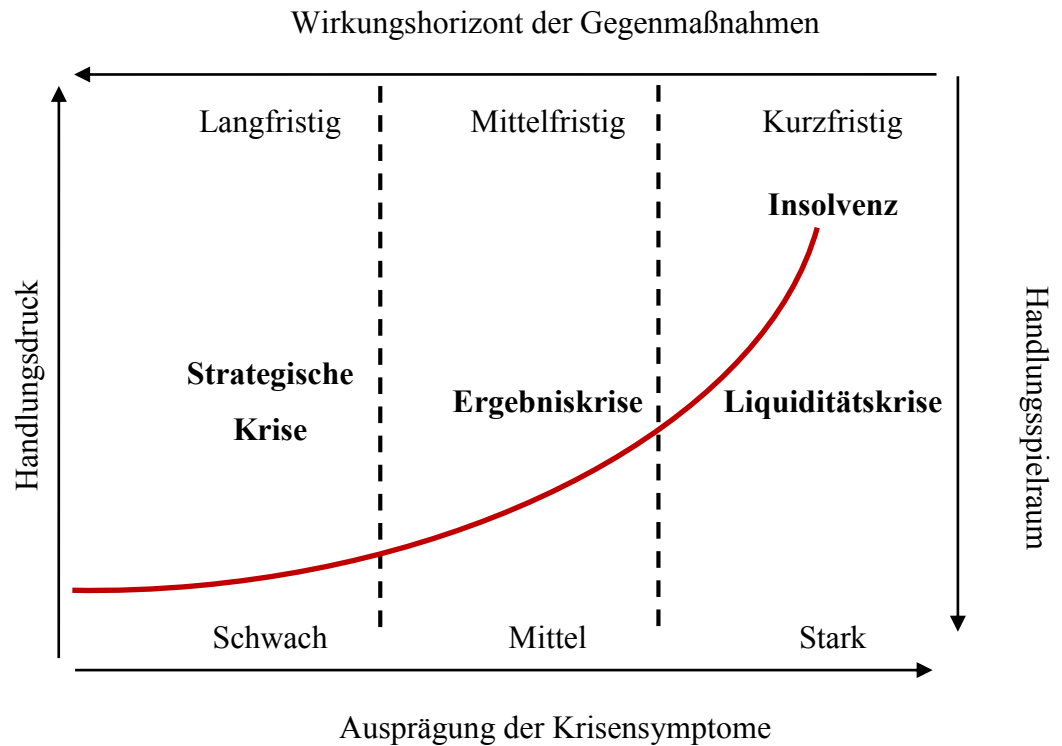 Wirkungshorizont der Gegenmaßnahmen
Langfristig
Mittelfristig
Kurzfristig
Insolvenz
Handlungsdruck
Strategische
Krise
Ergebniskrise
Liquiditätskrise
Handlungsspielraum
Schwach
Mittel
Stark
Ausprägung der Krisensymptome